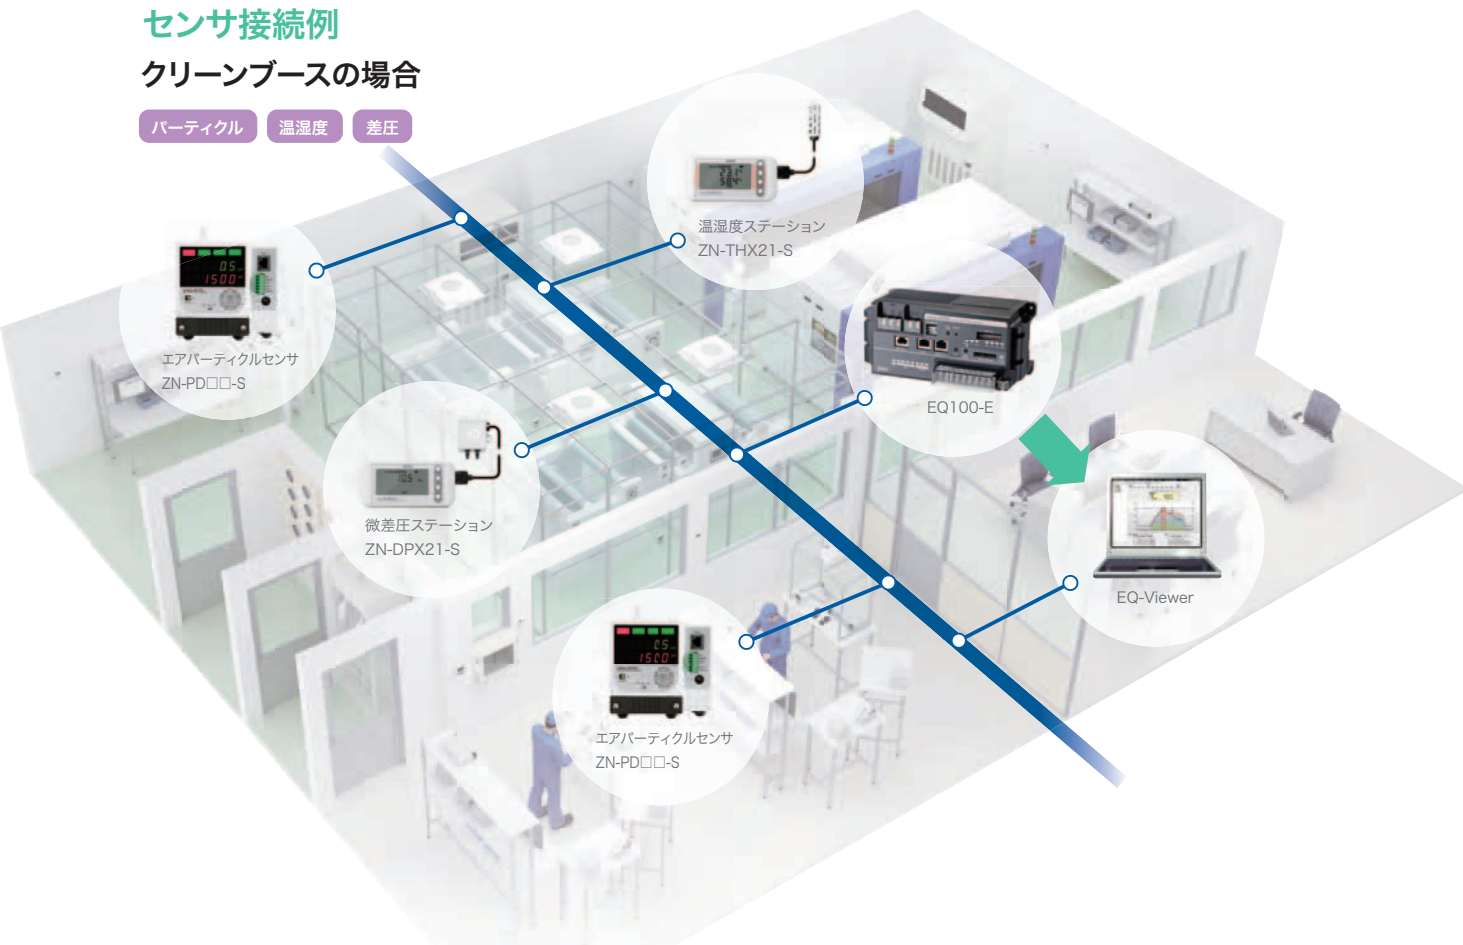 センサ接続例
クリーンブースの場合
パーティクル
温湿度
差圧
温湿度ステーション
ZN-THX21-S
エアパーティクルセンサ
ZN-PD□□-S
EQ100-E
微差圧ステーション
ZN-DPX21-S
EQ-Viewer
エアパーティクルセンサ
ZN-PD□□-S